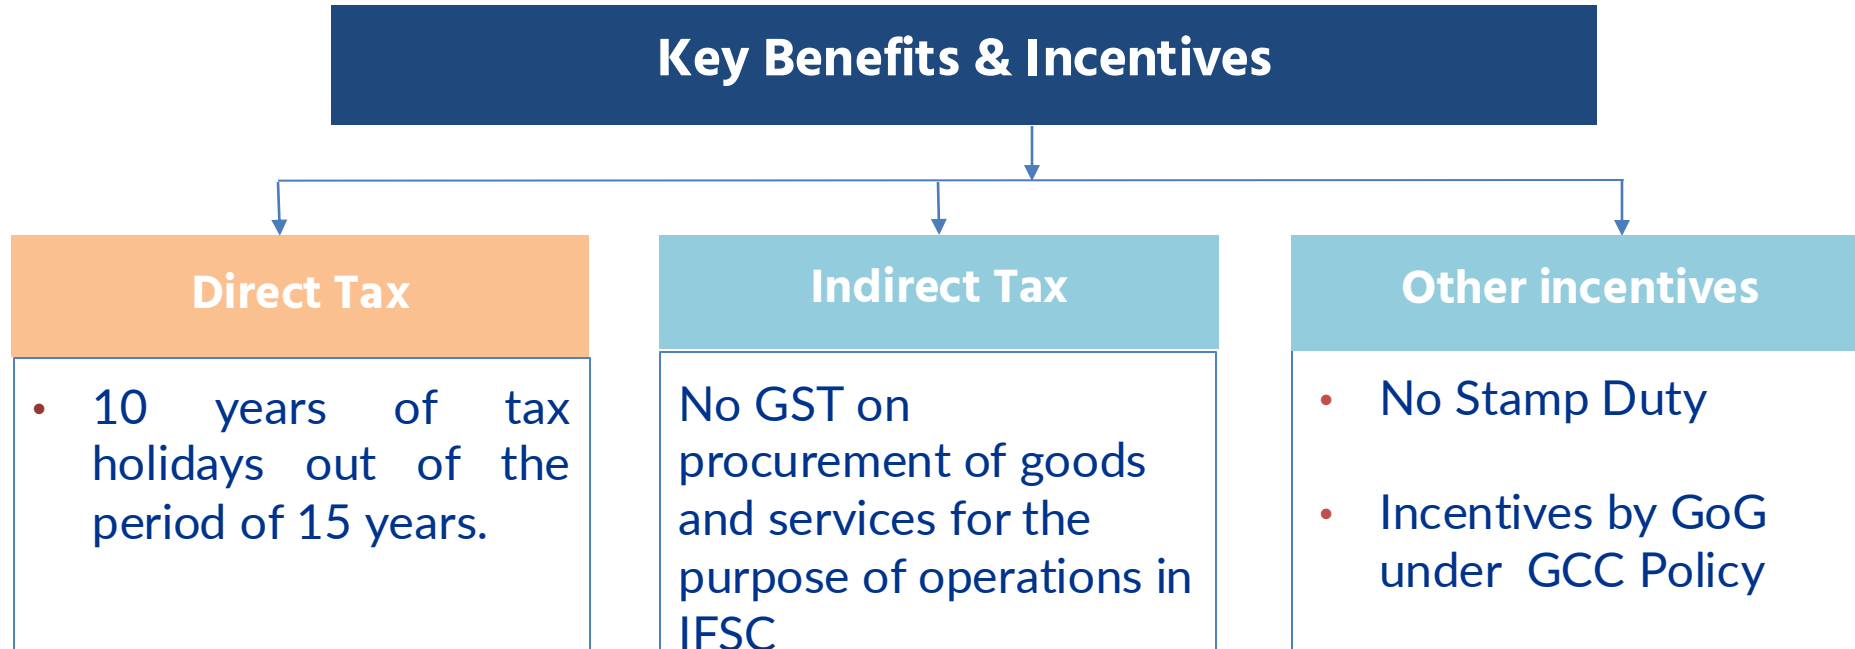 Key Benefits & Incentives
Direct Tax
• 10 years of tax
holidays out of the
period of 15 years.
Indirect Tax
No GST on
procurement of goods
and services for the
purpose of operations in
IFSC
Other incentives
• No Stamp Duty
• Incentives by GoG
under GCC Policy